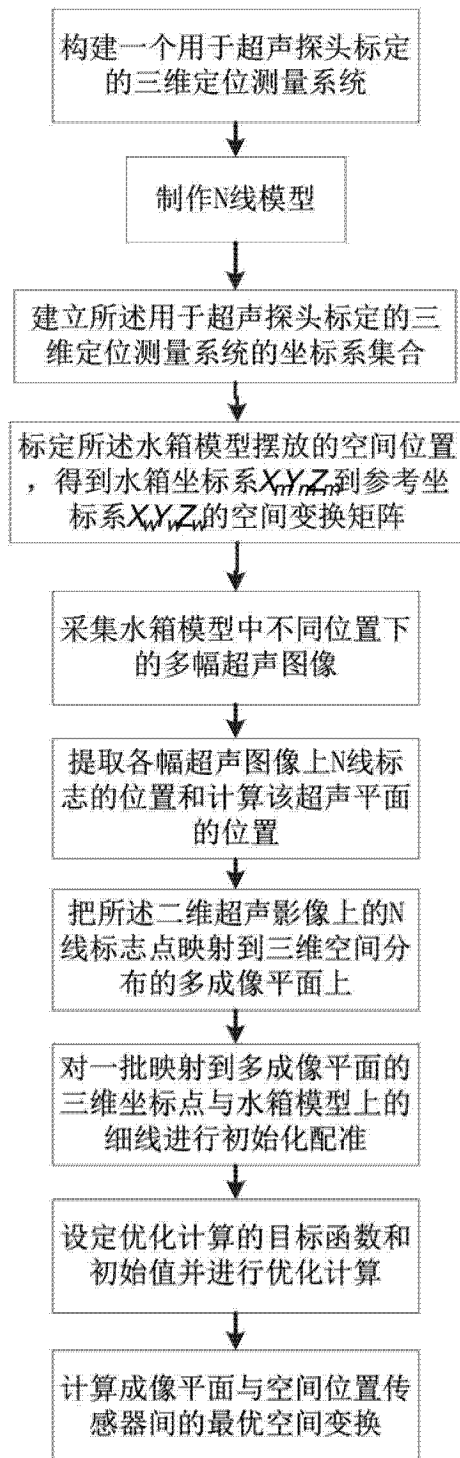 构建一个用于超声探头标定
的三维定位测量系统
制作N线模型
建立所述用于超声探头标定的三
维定位测量系统的坐标系集合
标定所述水箱模型摆放的空间位置
，得到水箱坐标系XmYmZm到参考坐
标系XwYwZw的空间变换矩阵
采集水箱模型中不同位置下
的多幅超声图像
提取各幅超声图像上N线标
志的位置和计算该超声平面
的位置
把所述二维超声影像上的N
线标志点映射到三维空间分
布的多成像平面上
对一批映射到多成像平面的
三维坐标点与水箱模型上的
细线进行初始化配准
设定优化计算的目标函数和
初始值并进行优化计算
计算成像平面与空间位置传
感器间的最优空间变换